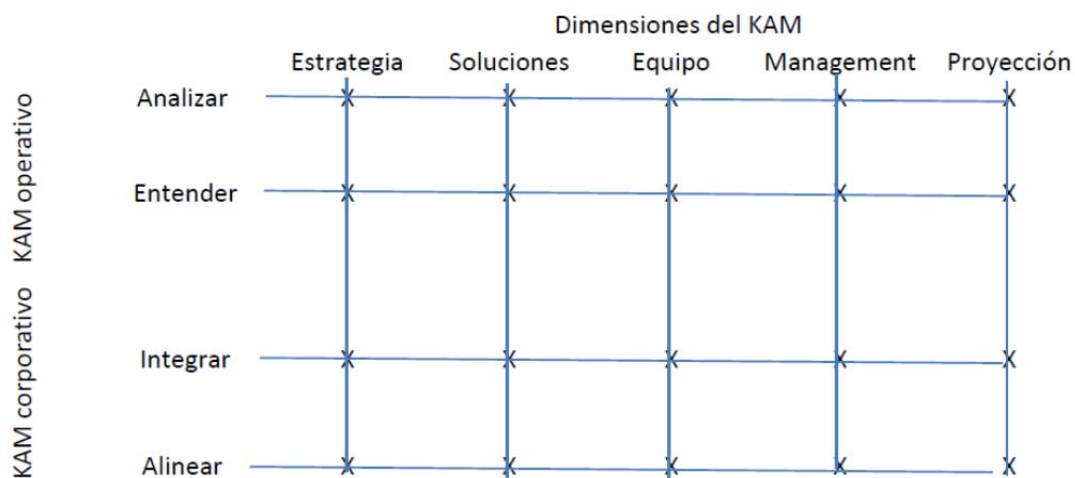 Dimensiones del KAM
Estrategia Soluciones Equipo Management Proyección
KAM operativo
Analizar X X X X X
Entender X X X X X
KAM corporativo
Integrar X X X X X
Alinear X X X X X